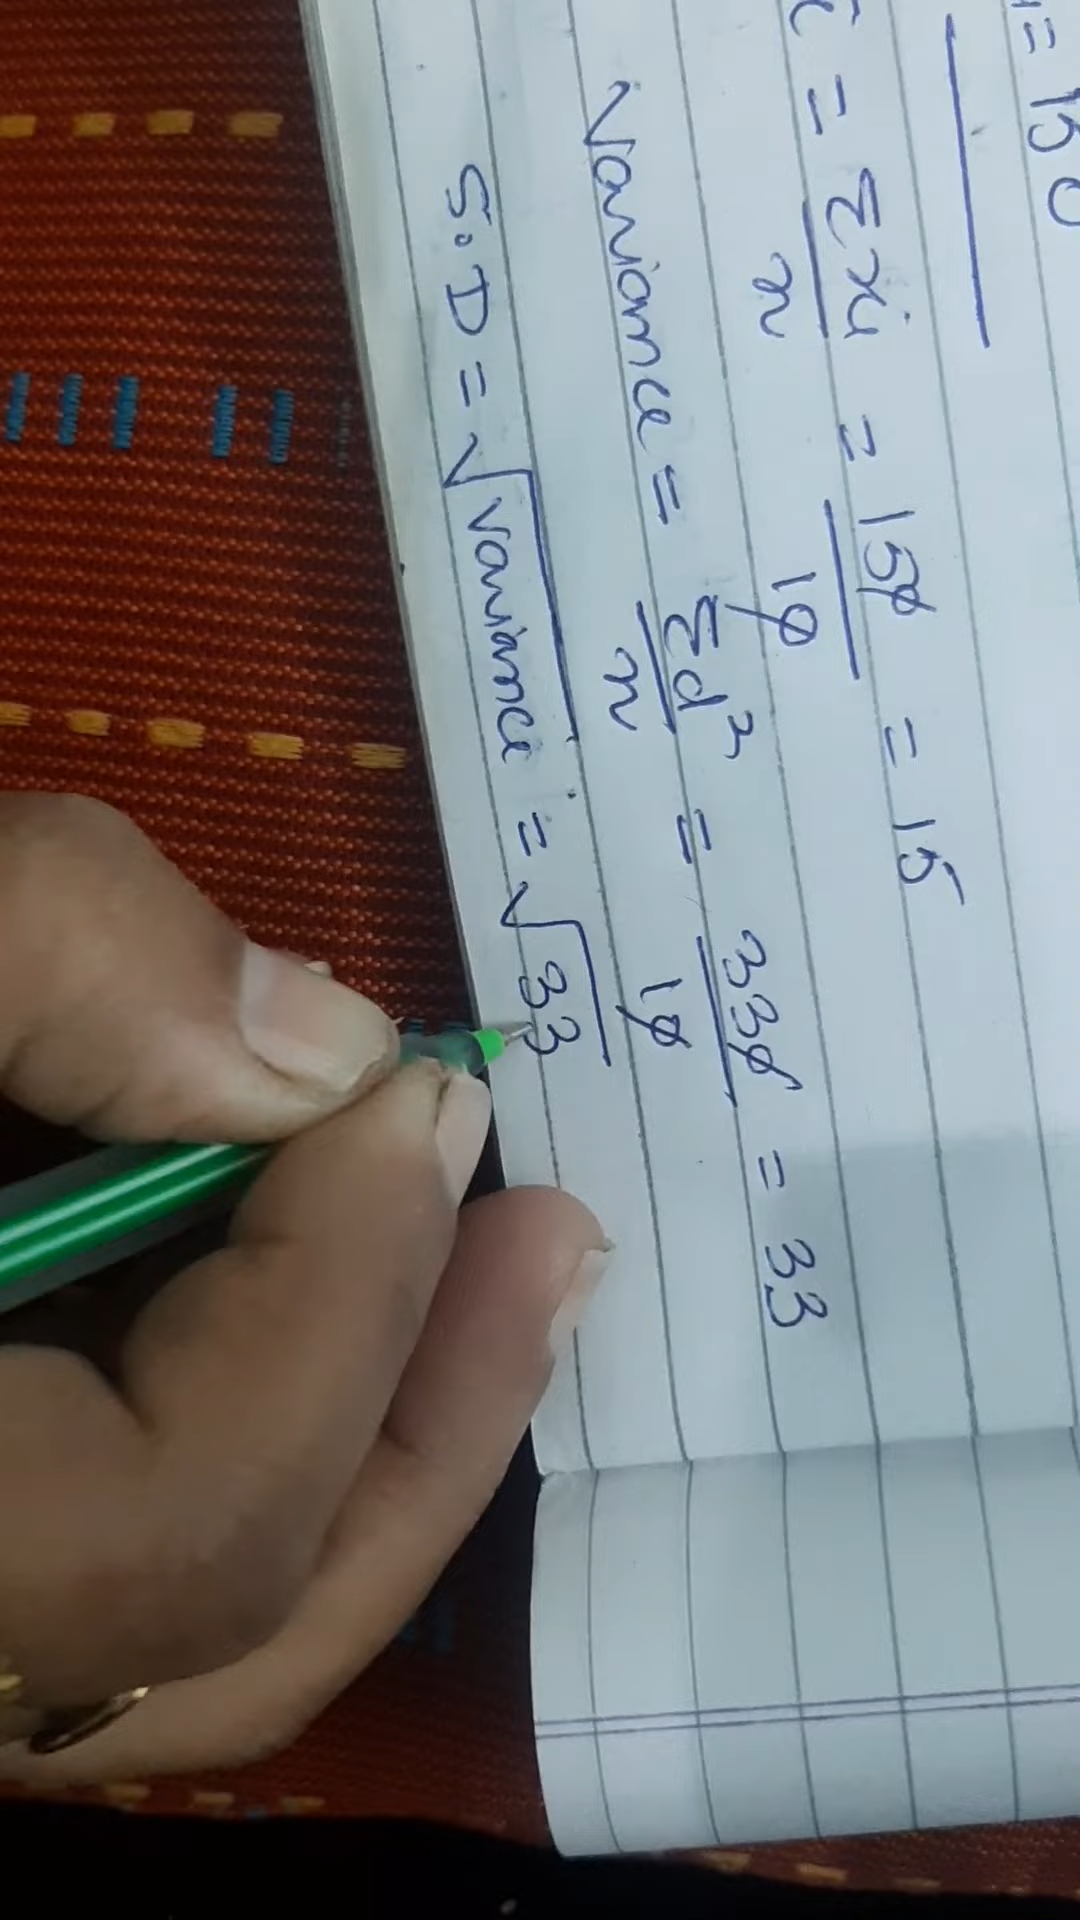 = 150
x̄ = Σxi/n = 150/10 = 15
Variance = Σd²/n = 330/10 = 33
S.D = √Variance = √33